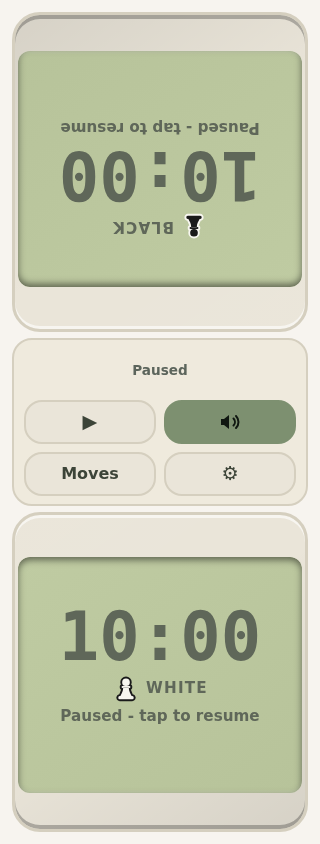 Paused - tap to resume
10:00
BLACK
Paused
Moves
10:00
WHITE
Paused - tap to resume